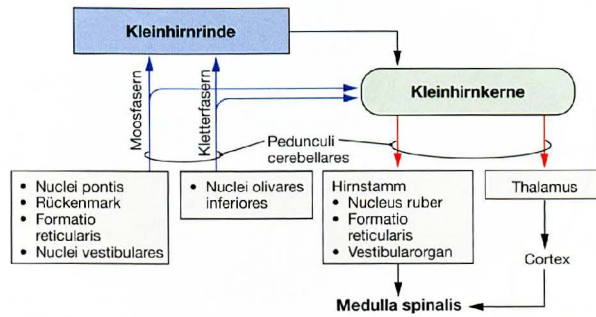 Kleinhirnrinde
Moosfasern
Kletterfasern
Kleinhirnkerne
Pedunculi
cerebellares
• Nuclei pontis
• Rückenmark
• Formatio
reticularis
• Nuclei vestibulares
• Nuclei olivares
inferiores
Hirnstamm
• Nucleus ruber
• Formatio
reticularis
• Vestibularorgan
Thalamus
Cortex
Medulla spinalis